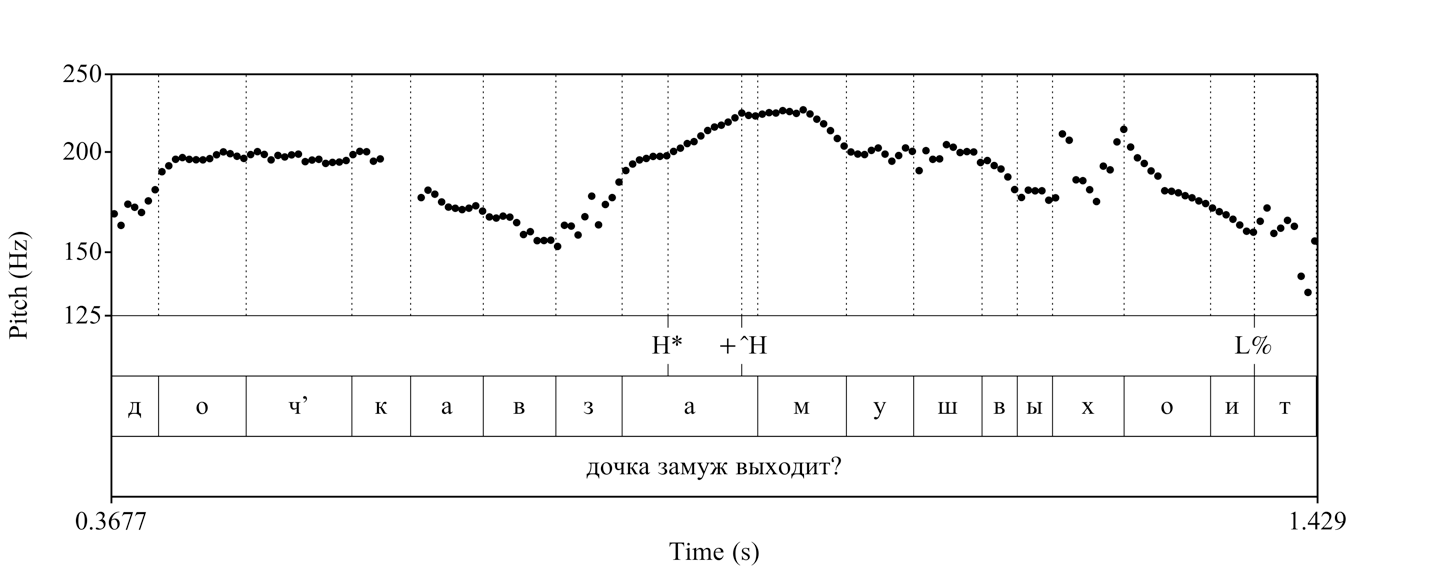 250
200
150
125
Pitch (Hz)
H* +ˆH L%
д о ч’ к а в з а м у ш в ы х о и т
дочка замуж выходит?
0.3677 1.429
Time (s)